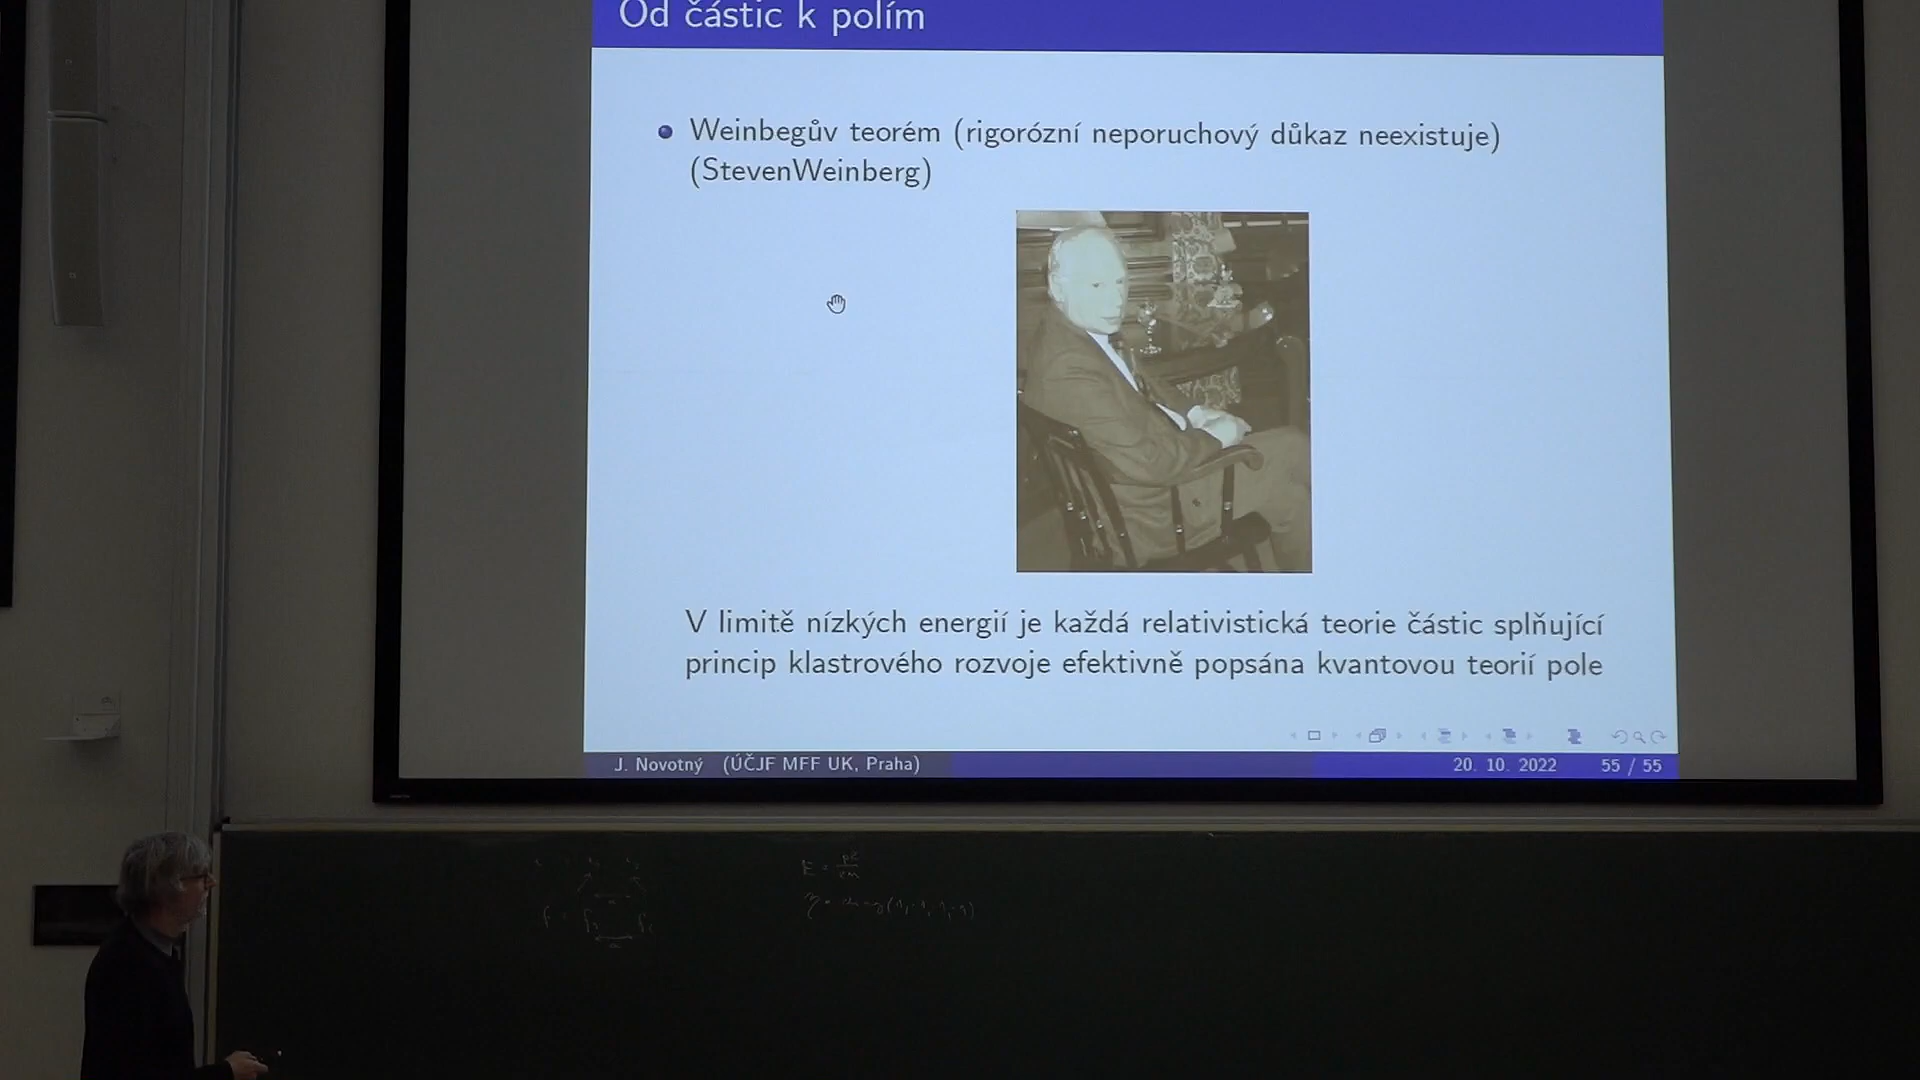 Od částic k polím
Weinbegův teorém (rigorózní neporuchový důkaz neexistuje)
(StevenWeinberg)
V limitě nízkých energií je každá relativistická teorie částic splňující
princip klastrového rozvoje efektivně popsána kvantovou teorií pole
J. Novotný (ÚČJF MFF UK, Praha) 20. 10. 2022 55 / 55